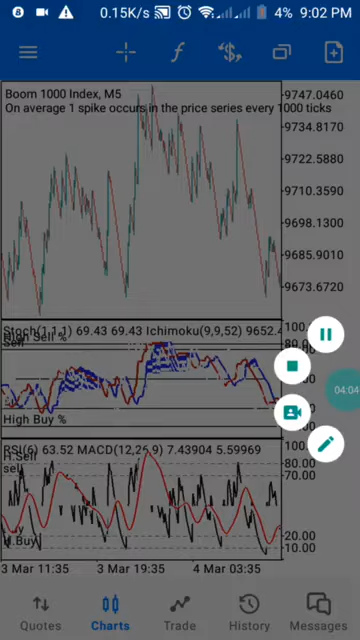 0.15K/s 4% 9:02 PM
Boom 1000 Index, M5
On average 1 spike occurs in the price series every 1000 ticks
9747.0460
9734.8170
9722.5880
9710.3590
9698.1300
9685.9010
9673.6720
Stoch(1,1,1) 69.43 69.43 Ichimoku(9,9,52) 9652.4
High Sell %
Sell
High Buy %
04:04
RSI(6) 63.52 MACD(12,26,9) 7.43904 5.59969
H.Sell
sell
80.00
70.00
20.00
10.00
3 Mar 11:35 3 Mar 19:35 4 Mar 03:35
Quotes Charts Trade History Messages